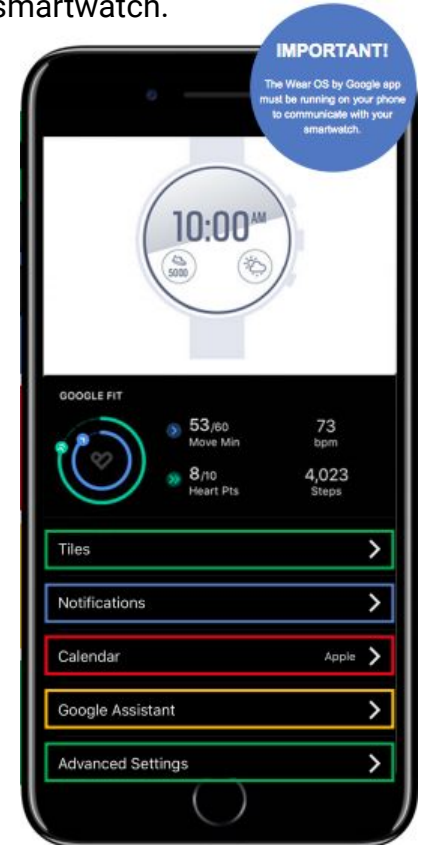 smartwatch.
IMPORTANT!
The Wear OS by Google app
must be running on your phone
to communicate with your
smartwatch.
10:00 AM
5000
GOOGLE FIT
53/60
Move Min
73
bpm
8/10
Heart Pts
4,023
Steps
Tiles
Notifications
Calendar Apple
Google Assistant
Advanced Settings